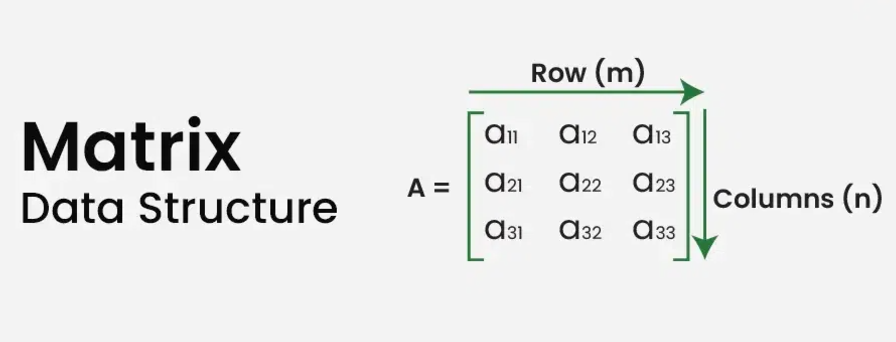 Matrix
Data Structure
Row (m)
A =
a11 a12 a13
a21 a22 a23
a31 a32 a33
Columns (n)